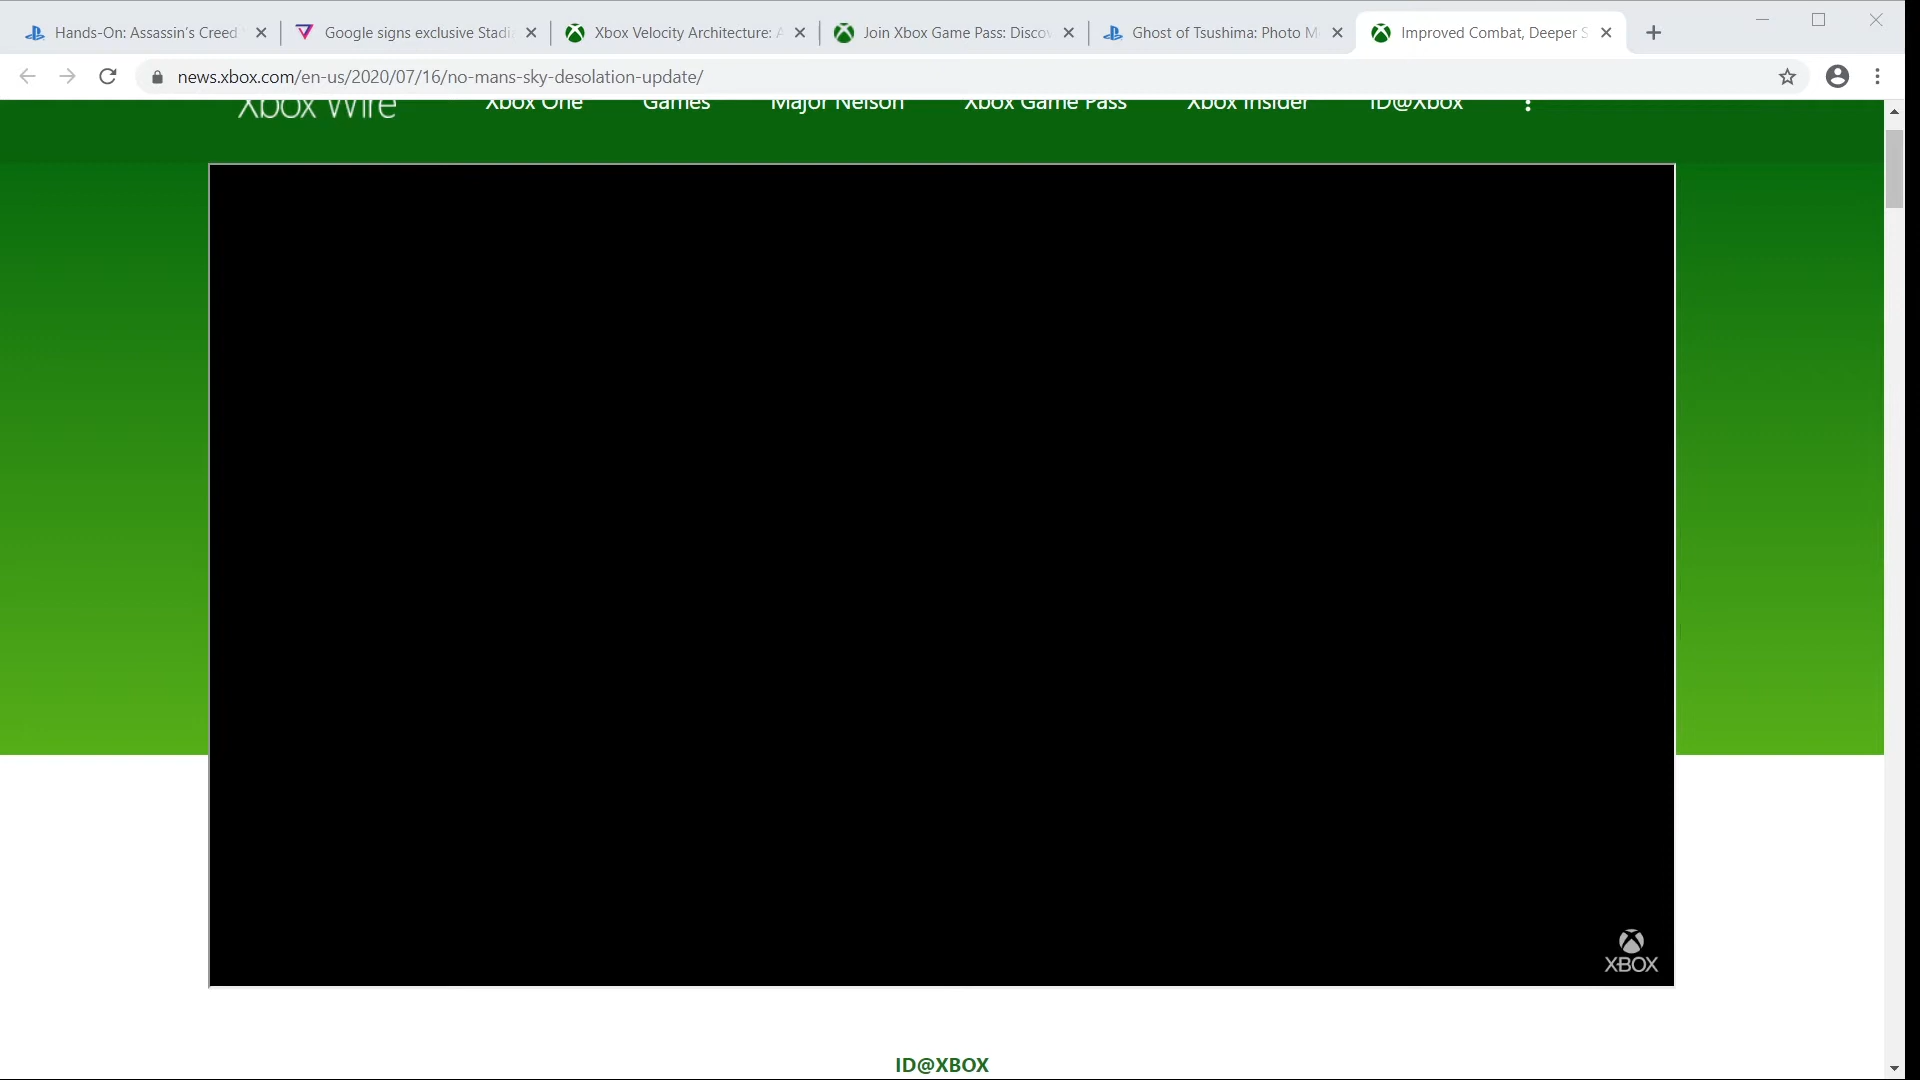 Hands-On: Assassin's Creed
Google signs exclusive Stadi
Xbox Velocity Architecture: A
Join Xbox Game Pass: Discov
Ghost of Tsushima: Photo M
Improved Combat, Deeper S
news.xbox.com/en-us/2020/07/16/no-mans-sky-desolation-update/
Xbox Wire
Xbox One
Games
Major Nelson
Xbox Game Pass
Xbox Insider
ID@Xbox
XBOX
ID@XBOX